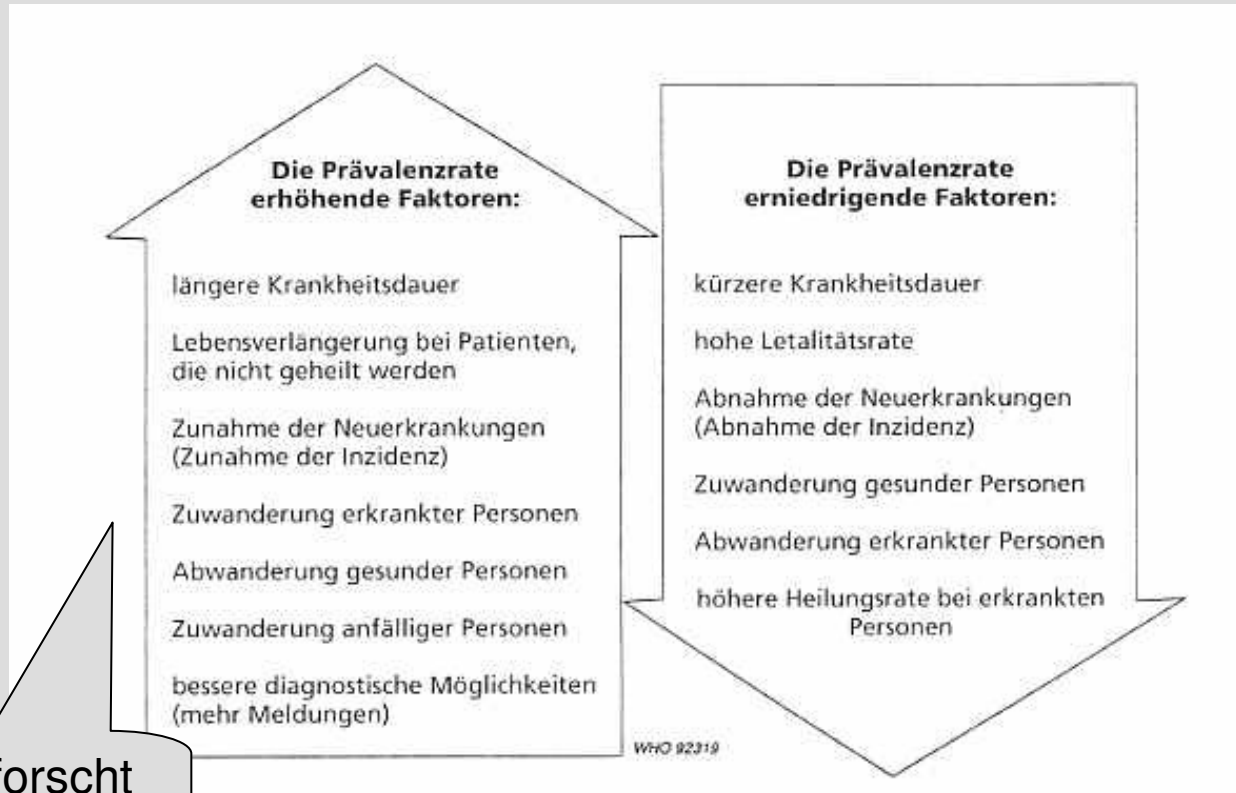 Die Prävalenzrate
erhöhende Faktoren:
längere Krankheitsdauer
Lebensverlängerung bei Patienten,
die nicht geheilt werden
Zunahme der Neuerkrankungen
(Zunahme der Inzidenz)
Zuwanderung erkrankter Personen
Abwanderung gesunder Personen
Zuwanderung anfälliger Personen
bessere diagnostische Möglichkeiten
(mehr Meldungen)
Die Prävalenzrate
erniedrigende Faktoren:
kürzere Krankheitsdauer
hohe Letalitätsrate
Abnahme der Neuerkrankungen
(Abnahme der Inzidenz)
Zuwanderung gesunder Personen
Abwanderung erkrankter Personen
höhere Heilungsrate bei erkrankten
Personen
WHO 92319